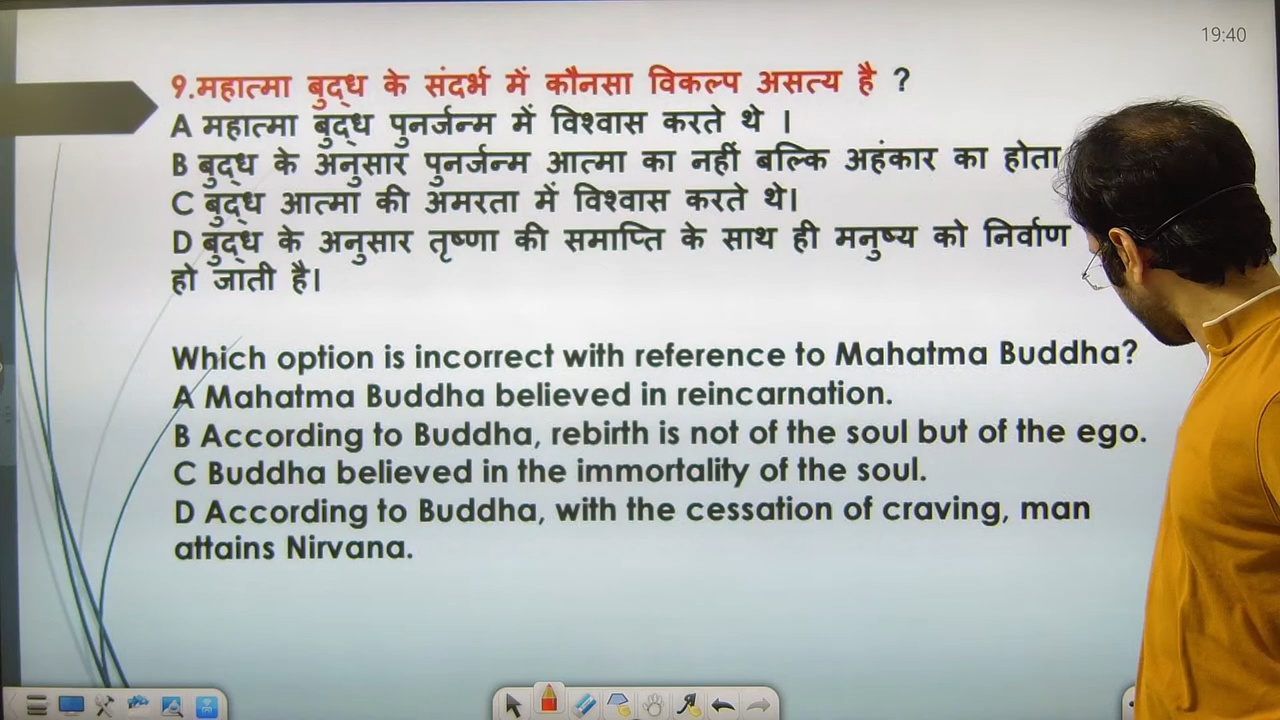 19:40
9.महात्मा बुद्ध के संदर्भ में कौनसा विकल्प असत्य है ?
A महात्मा बुद्ध पुनर्जन्म में विश्वास करते थे ।
B बुद्ध के अनुसार पुनर्जन्म आत्मा का नहीं बल्कि अहंकार का होता
C बुद्ध आत्मा की अमरता में विश्वास करते थे।
D बुद्ध के अनुसार तृष्णा की समाप्ति के साथ ही मनुष्य को निर्वाण
हो जाती है।
Which option is incorrect with reference to Mahatma Buddha?
A Mahatma Buddha believed in reincarnation.
B According to Buddha, rebirth is not of the soul but of the ego.
C Buddha believed in the immortality of the soul.
D According to Buddha, with the cessation of craving, man
attains Nirvana.